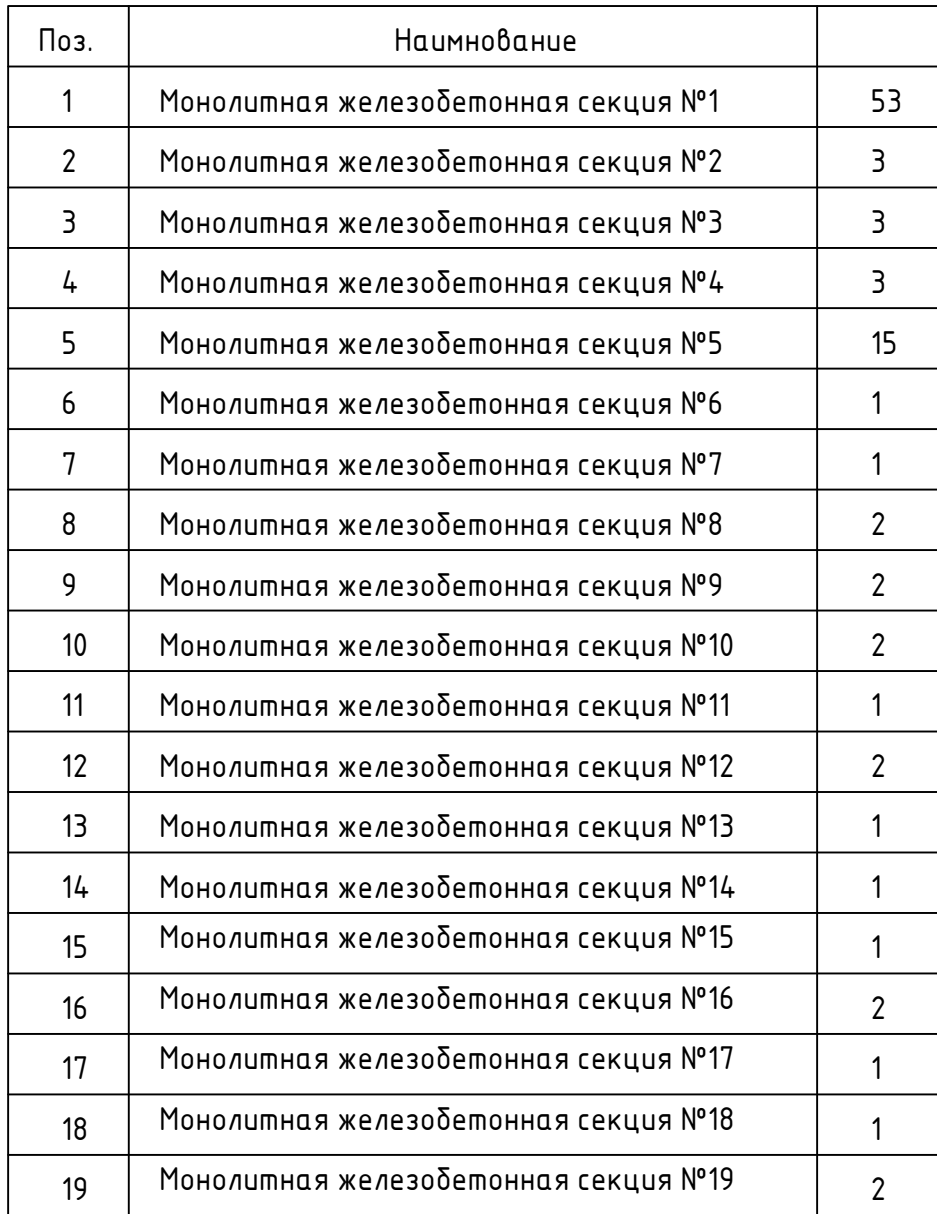 Поз. Наимнование
1 Монолитная железобетонная секция №1 53
2 Монолитная железобетонная секция №2 3
3 Монолитная железобетонная секция №3 3
4 Монолитная железобетонная секция №4 3
5 Монолитная железобетонная секция №5 15
6 Монолитная железобетонная секция №6 1
7 Монолитная железобетонная секция №7 1
8 Монолитная железобетонная секция №8 2
9 Монолитная железобетонная секция №9 2
10 Монолитная железобетонная секция №10 2
11 Монолитная железобетонная секция №11 1
12 Монолитная железобетонная секция №12 2
13 Монолитная железобетонная секция №13 1
14 Монолитная железобетонная секция №14 1
15 Монолитная железобетонная секция №15 1
16 Монолитная железобетонная секция №16 2
17 Монолитная железобетонная секция №17 1
18 Монолитная железобетонная секция №18 1
19 Монолитная железобетонная секция №19 2